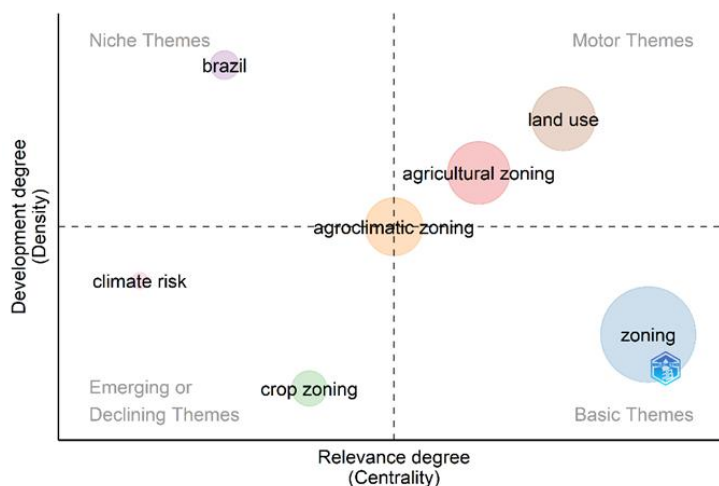 Niche Themes
Motor Themes
brazil
land use
agricultural zoning
agroclimatic zoning
climate risk
zoning
crop zoning
Emerging or
Declining Themes
Basic Themes
Development degree
(Density)
Relevance degree
(Centrality)